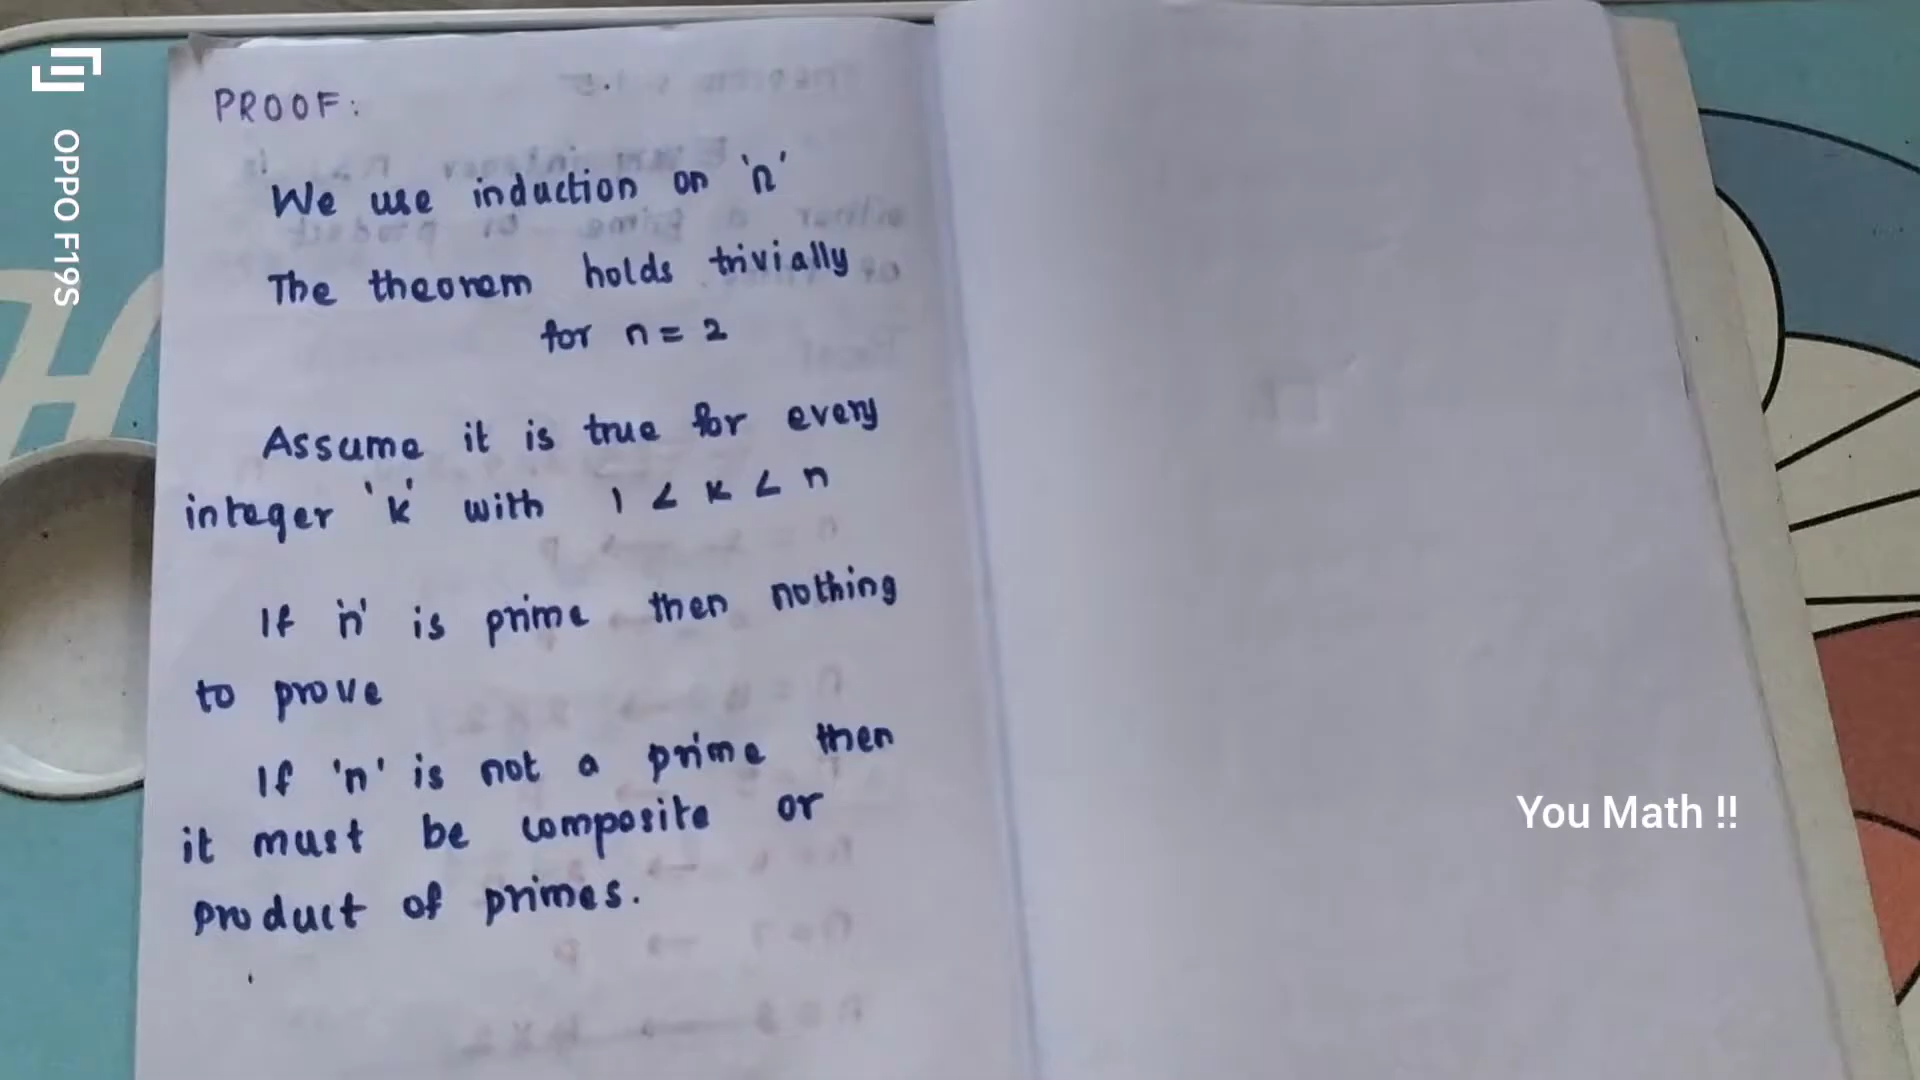 PROOF:
We use induction on 'n'
The theorem holds trivially
for n = 2
Assume it is true for every
integer 'k' with 1 < k < n
If 'n' is prime then nothing
to prove
If 'n' is not a prime then
it must be composite or
product of primes.
OPPO F19S
You Math !!